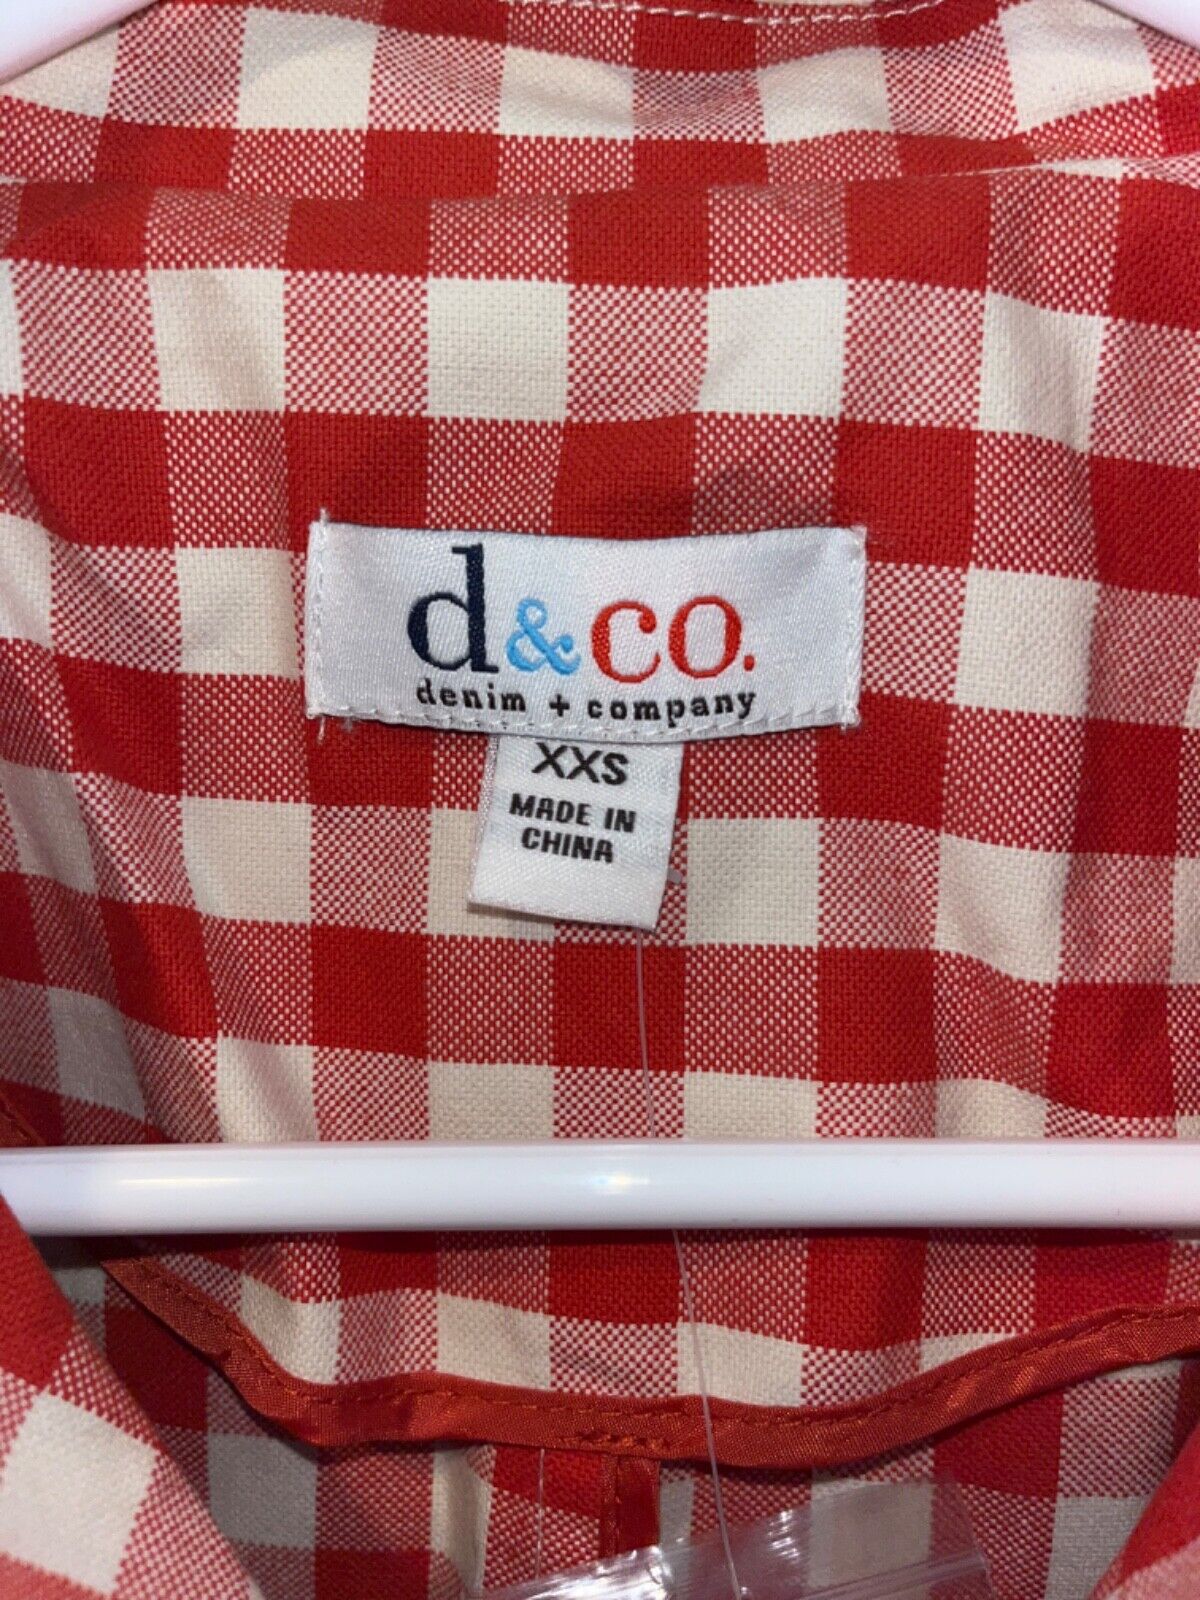 d&co.
denim + company
XXS
MADE IN
CHINA